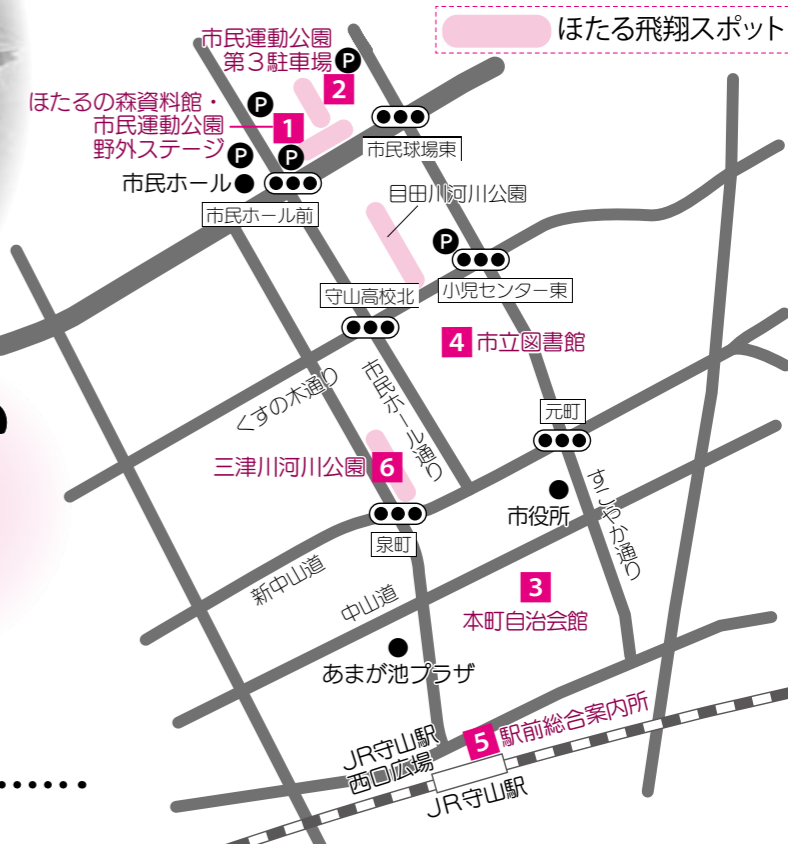 ほたる飛翔スポット
市民運動公園
第3駐車場
P
2
ほたるの森資料館・
市民運動公園
野外ステージ
P
1
P
P
市民球場東
市民ホール
市民ホール前
目田川河川公園
P
小児センター東
守山高校北
4 市立図書館
くすの木通り
市民ホール通り
元町
三津川河川公園 6
市役所
すこやか通り
泉町
新中山道
中山道
3
本町自治会館
あまが池プラザ
5 駅前総合案内所
JR守山駅
西口広場
JR守山駅